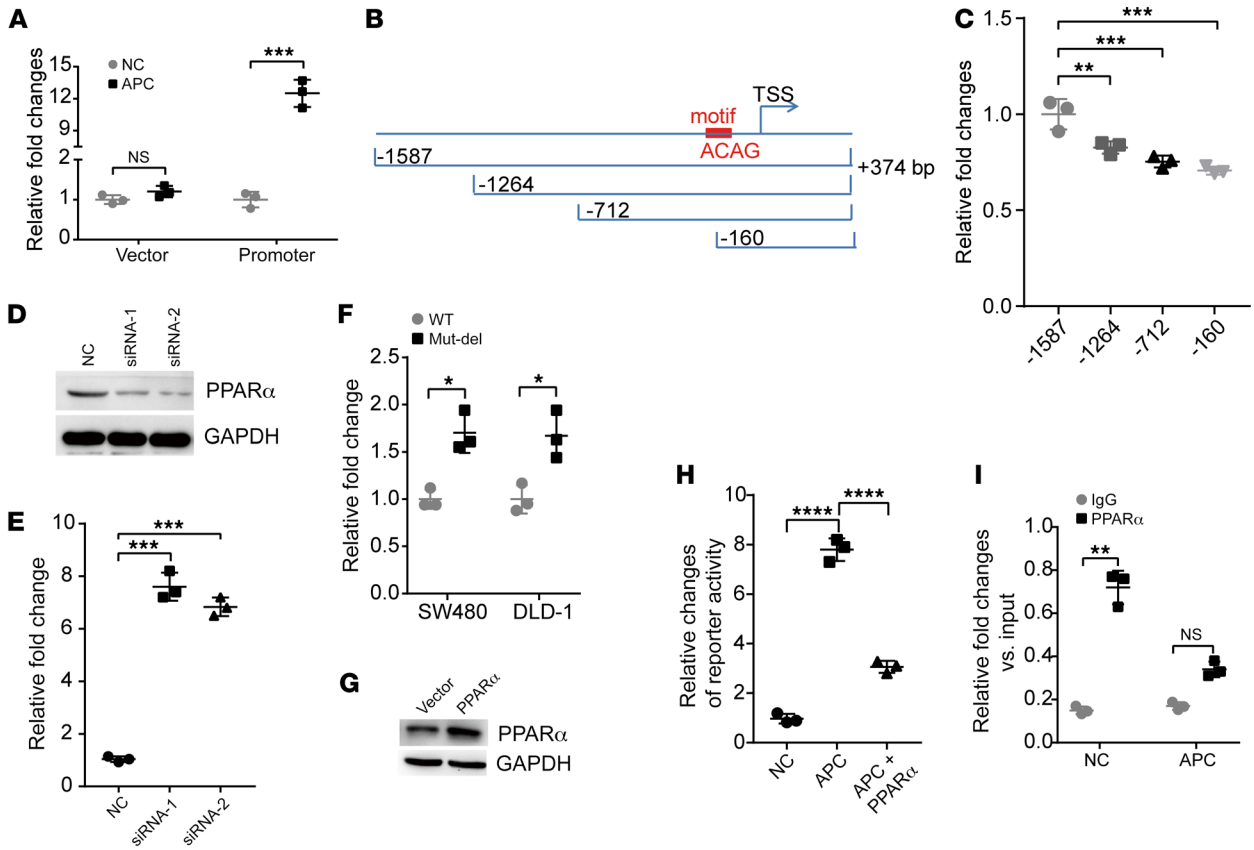 A
Relative fold changes
15
12
9
2
1
0
NC
APC
***
NS
Vector
Promoter
B
TSS
motif
ACAG
-1587
+374 bp
-1264
-712
-160
C
Relative fold changes
1.5
1.0
0.5
0.0
***
***
**
-1587
-1264
-712
-160
D
NC
siRNA-1
siRNA-2
PPARα
GAPDH
E
Relative fold change
10
8
6
4
2
0
***
***
NC
siRNA-1
siRNA-2
F
WT
Mut-del
Relative fold change
2.5
2.0
1.5
1.0
0.5
0.0
*
*
SW480
DLD-1
G
Vector
PPARα
PPARα
GAPDH
H
Relative changes
of reporter activity
10
8
6
4
2
0
****
****
NC
APC
APC +
PPARα
I
IgG
PPARα
Relative fold changes
vs. input
1.0
0.8
0.6
0.4
0.2
0.0
**
NS
NC
APC